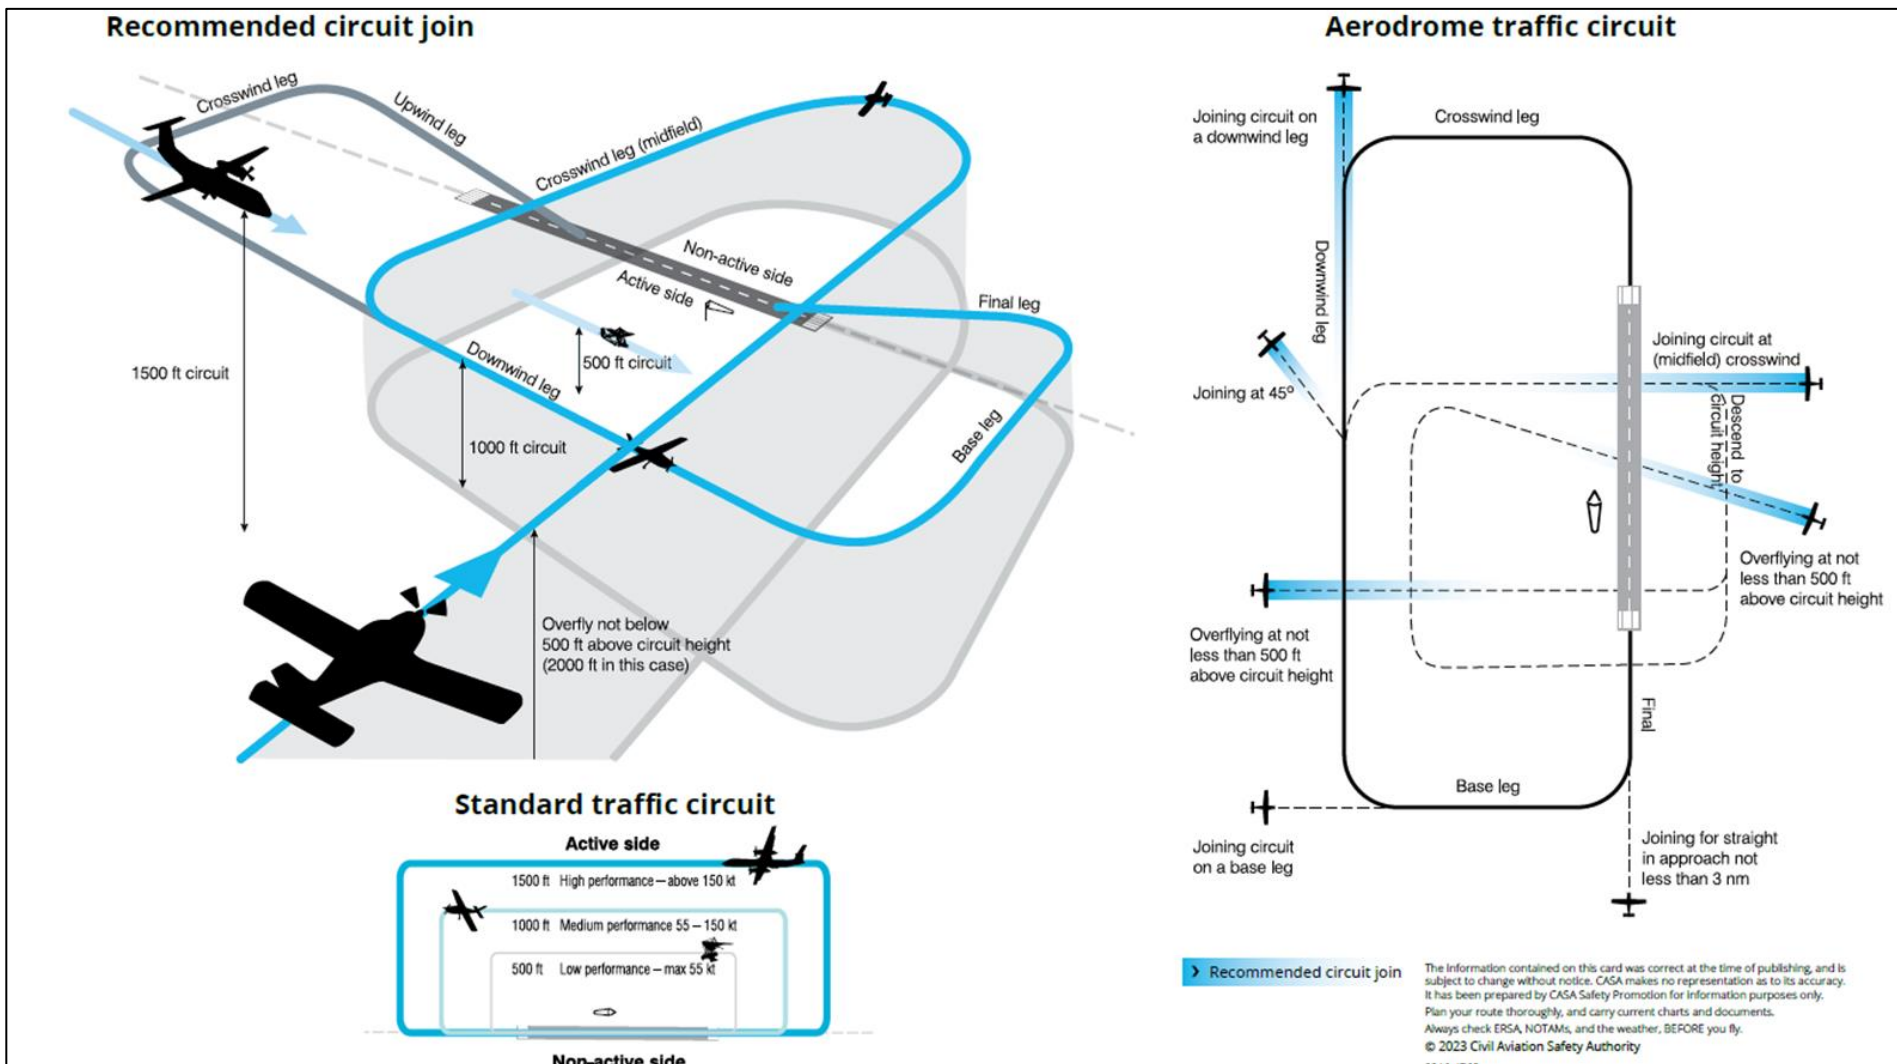 Recommended circuit join
Crosswind leg
Upwind leg
Crosswind leg (midfield)
Non-active side
Active side
Final leg
Downwind leg
500 ft circuit
1500 ft circuit
1000 ft circuit
Base leg
Overfly not below
500 ft above circuit height
(2000 ft in this case)
Standard traffic circuit
Active side
1500 ft High performance – above 150 kt
1000 ft Medium performance 55 – 150 kt
500 ft Low performance – max 55 kt
Non-active side
Aerodrome traffic circuit
Joining circuit on
a downwind leg
Crosswind leg
Downwind leg
Joining circuit at
(midfield) crosswind
Joining at 45º
Descend to
circuit height
Overflying at not
less than 500 ft
above circuit height
Overflying at not
less than 500 ft
above circuit height
Final
Base leg
Joining circuit
on a base leg
Joining for straight
in approach not
less than 3 nm
Recommended circuit join
The information contained on this card was correct at the time of publishing, and is
subject to change without notice. CASA makes no representation as to its accuracy.
It has been prepared by CASA Safety Promotion for information purposes only.
Plan your route thoroughly, and carry current charts and documents.
Always check ERSA, NOTAMs, and the weather, BEFORE you fly.
© 2023 Civil Aviation Safety Authority